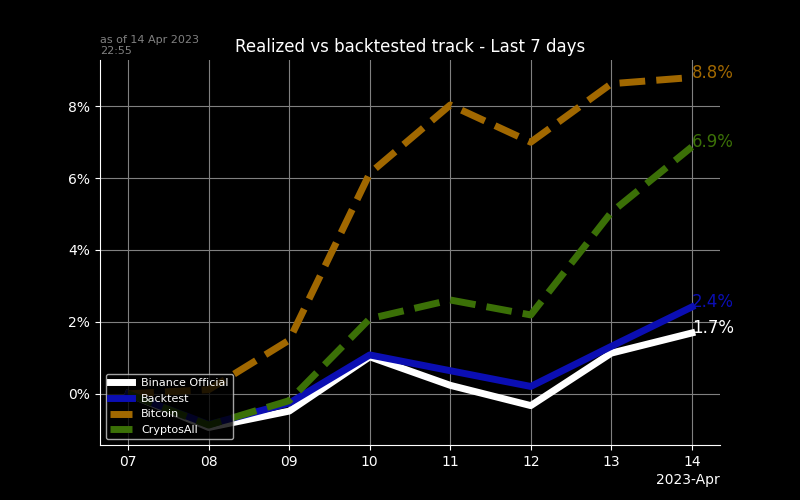 as of 14 Apr 2023
22:55
Realized vs backtested track - Last 7 days
8.8%
8%
6.9%
6%
4%
2.4%
2%
1.7%
0%
Binance Official
Backtest
Bitcoin
CryptosAll
07 08 09 10 11 12 13 14
2023-Apr